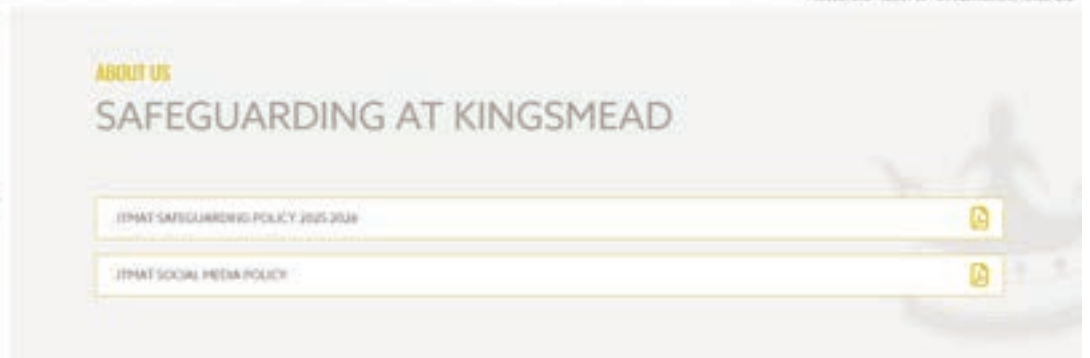 ABOUT US
SAFEGUARDING AT KINGSMEAD
JTMAT SAFEGUARDING POLICY 2025 2026
JTMAT SOCIAL MEDIA POLICY